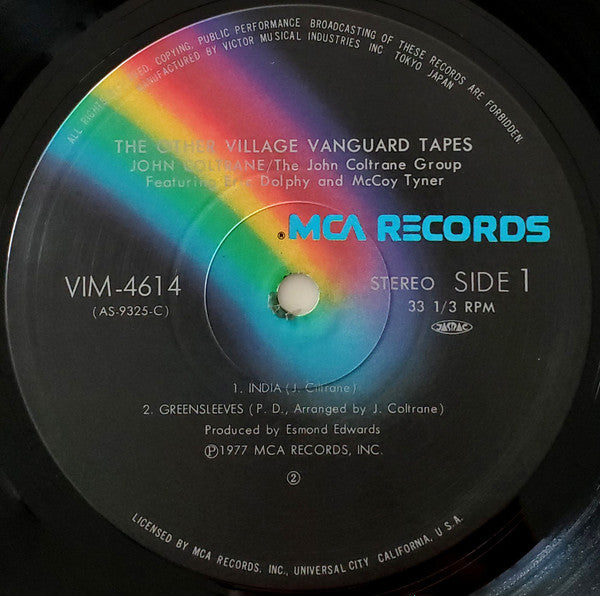 ALL RIGHTS RESERVED. COPYING, PUBLIC PERFORMANCE BROADCASTING OF THESE RECORDS ARE FORBIDDEN.
MANUFACTURED BY VICTOR MUSICAL INDUSTRIES INC TOKYO JAPAN
THE OTHER VILLAGE VANGUARD TAPES
JOHN COLTRANE/The John Coltrane Group
Featuring Eric Dolphy and McCoy Tyner
® MCA RECORDS
VIM-4614
(AS-9325-C)
STEREO SIDE 1
33 1/3 RPM
JASRAC
1. INDIA (J. Coltrane)
2. GREENSLEEVES (P. D., Arranged by J. Coltrane)
Produced by Esmond Edwards
Ⓟ1977 MCA RECORDS, INC.
②
LICENSED BY MCA RECORDS. INC., UNIVERSAL CITY CALIFORNIA, U.S.A.